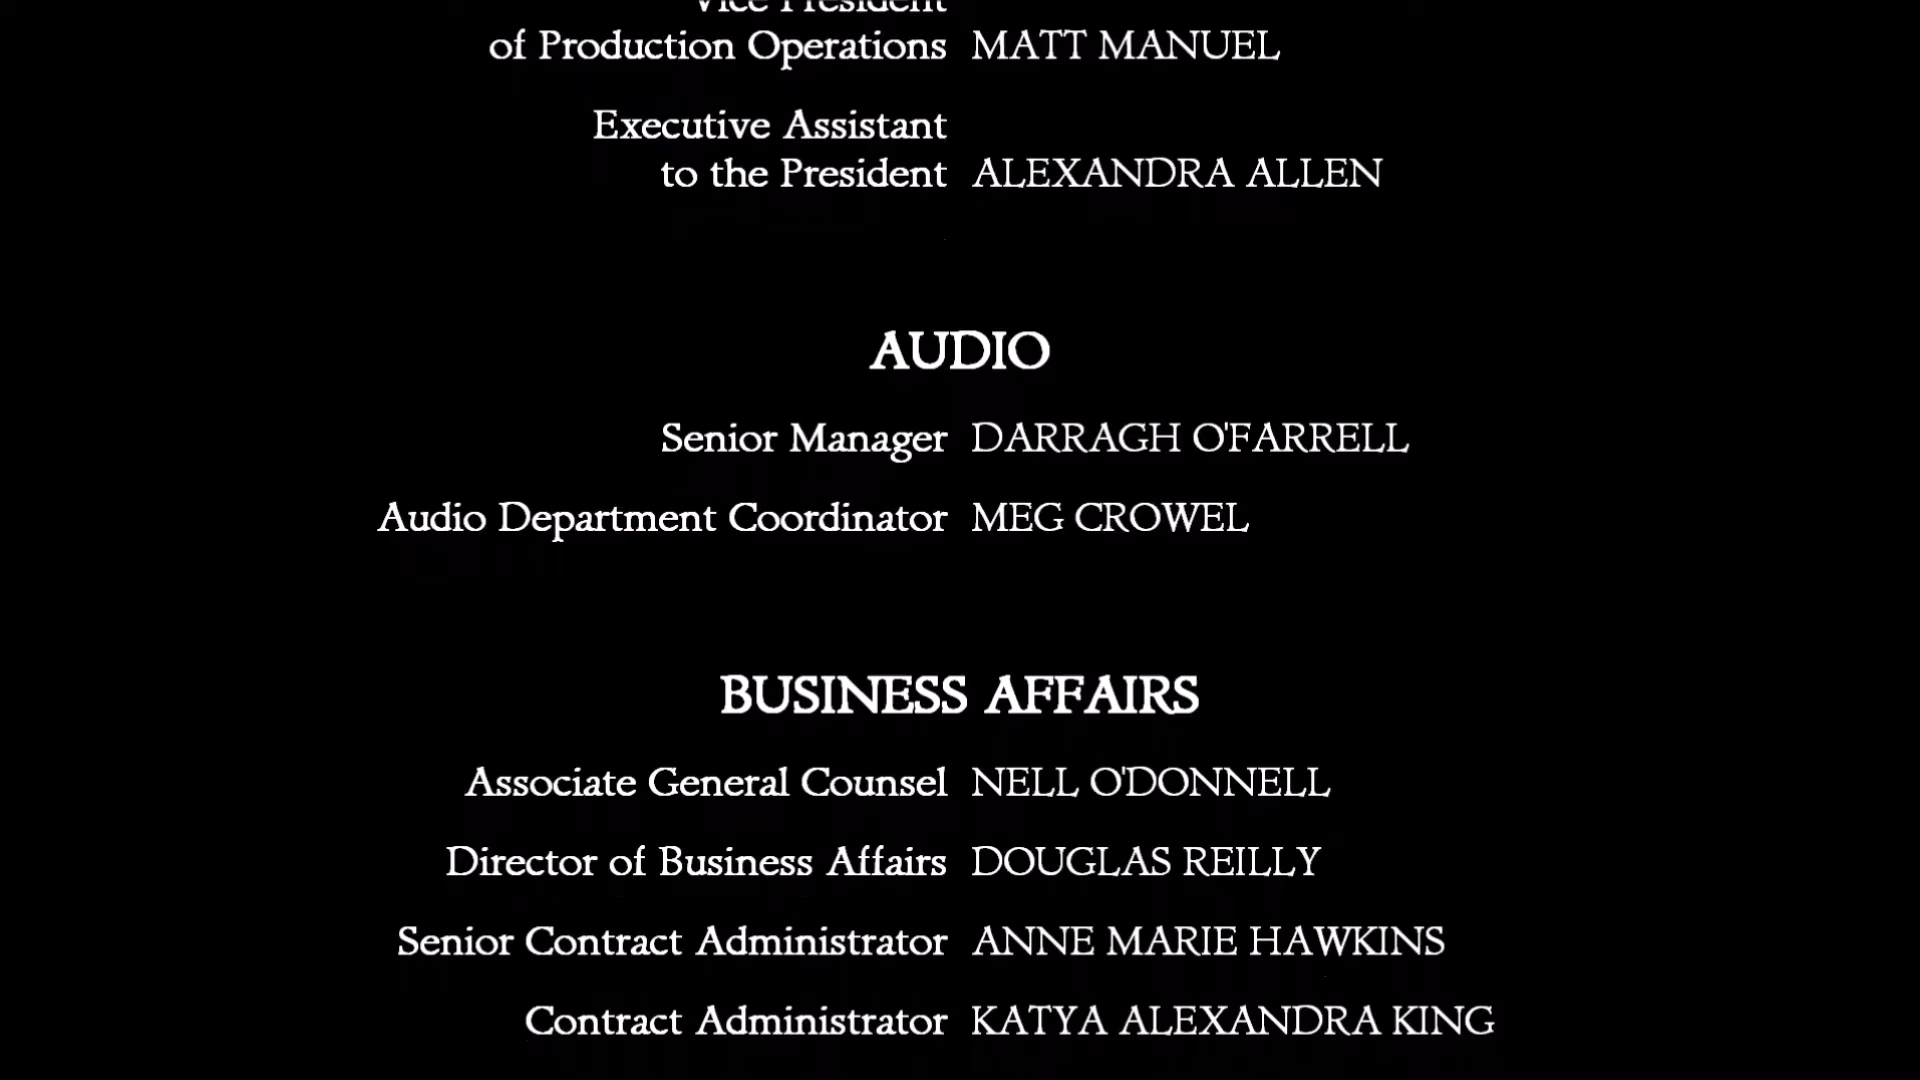 Vice President
of Production Operations MATT MANUEL
Executive Assistant
to the President ALEXANDRA ALLEN
AUDIO
Senior Manager DARRAGH O'FARRELL
Audio Department Coordinator MEG CROWEL
BUSINESS AFFAIRS
Associate General Counsel NELL O'DONNELL
Director of Business Affairs DOUGLAS REILLY
Senior Contract Administrator ANNE MARIE HAWKINS
Contract Administrator KATYA ALEXANDRA KING